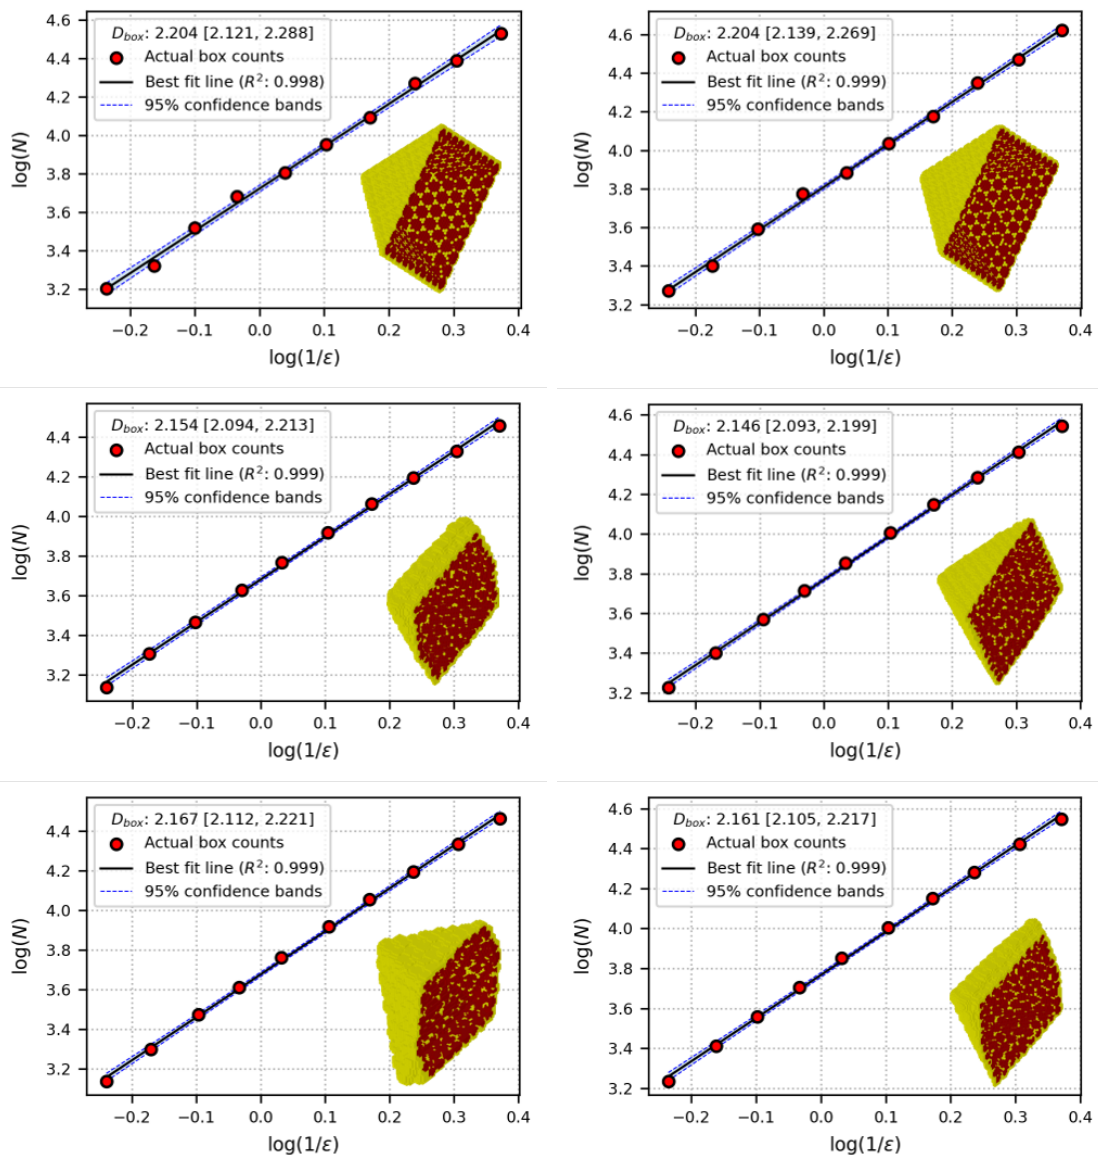 D_box: 2.204 [2.121, 2.288]
Actual box counts
Best fit line (R²: 0.998)
95% confidence bands
4.6
4.4
4.2
4.0
3.8
3.6
3.4
3.2
log(N)
−0.2 −0.1 0.0 0.1 0.2 0.3 0.4
log(1/ε)
D_box: 2.204 [2.139, 2.269]
Actual box counts
Best fit line (R²: 0.999)
95% confidence bands
4.6
4.4
4.2
4.0
3.8
3.6
3.4
3.2
log(N)
−0.2 −0.1 0.0 0.1 0.2 0.3 0.4
log(1/ε)
D_box: 2.154 [2.094, 2.213]
Actual box counts
Best fit line (R²: 0.999)
95% confidence bands
4.4
4.2
4.0
3.8
3.6
3.4
3.2
log(N)
−0.2 −0.1 0.0 0.1 0.2 0.3 0.4
log(1/ε)
D_box: 2.146 [2.093, 2.199]
Actual box counts
Best fit line (R²: 0.999)
95% confidence bands
4.6
4.4
4.2
4.0
3.8
3.6
3.4
3.2
log(N)
−0.2 −0.1 0.0 0.1 0.2 0.3 0.4
log(1/ε)
D_box: 2.167 [2.112, 2.221]
Actual box counts
Best fit line (R²: 0.999)
95% confidence bands
4.4
4.2
4.0
3.8
3.6
3.4
3.2
log(N)
−0.2 −0.1 0.0 0.1 0.2 0.3 0.4
log(1/ε)
D_box: 2.161 [2.105, 2.217]
Actual box counts
Best fit line (R²: 0.999)
95% confidence bands
4.6
4.4
4.2
4.0
3.8
3.6
3.4
3.2
log(N)
−0.2 −0.1 0.0 0.1 0.2 0.3 0.4
log(1/ε)